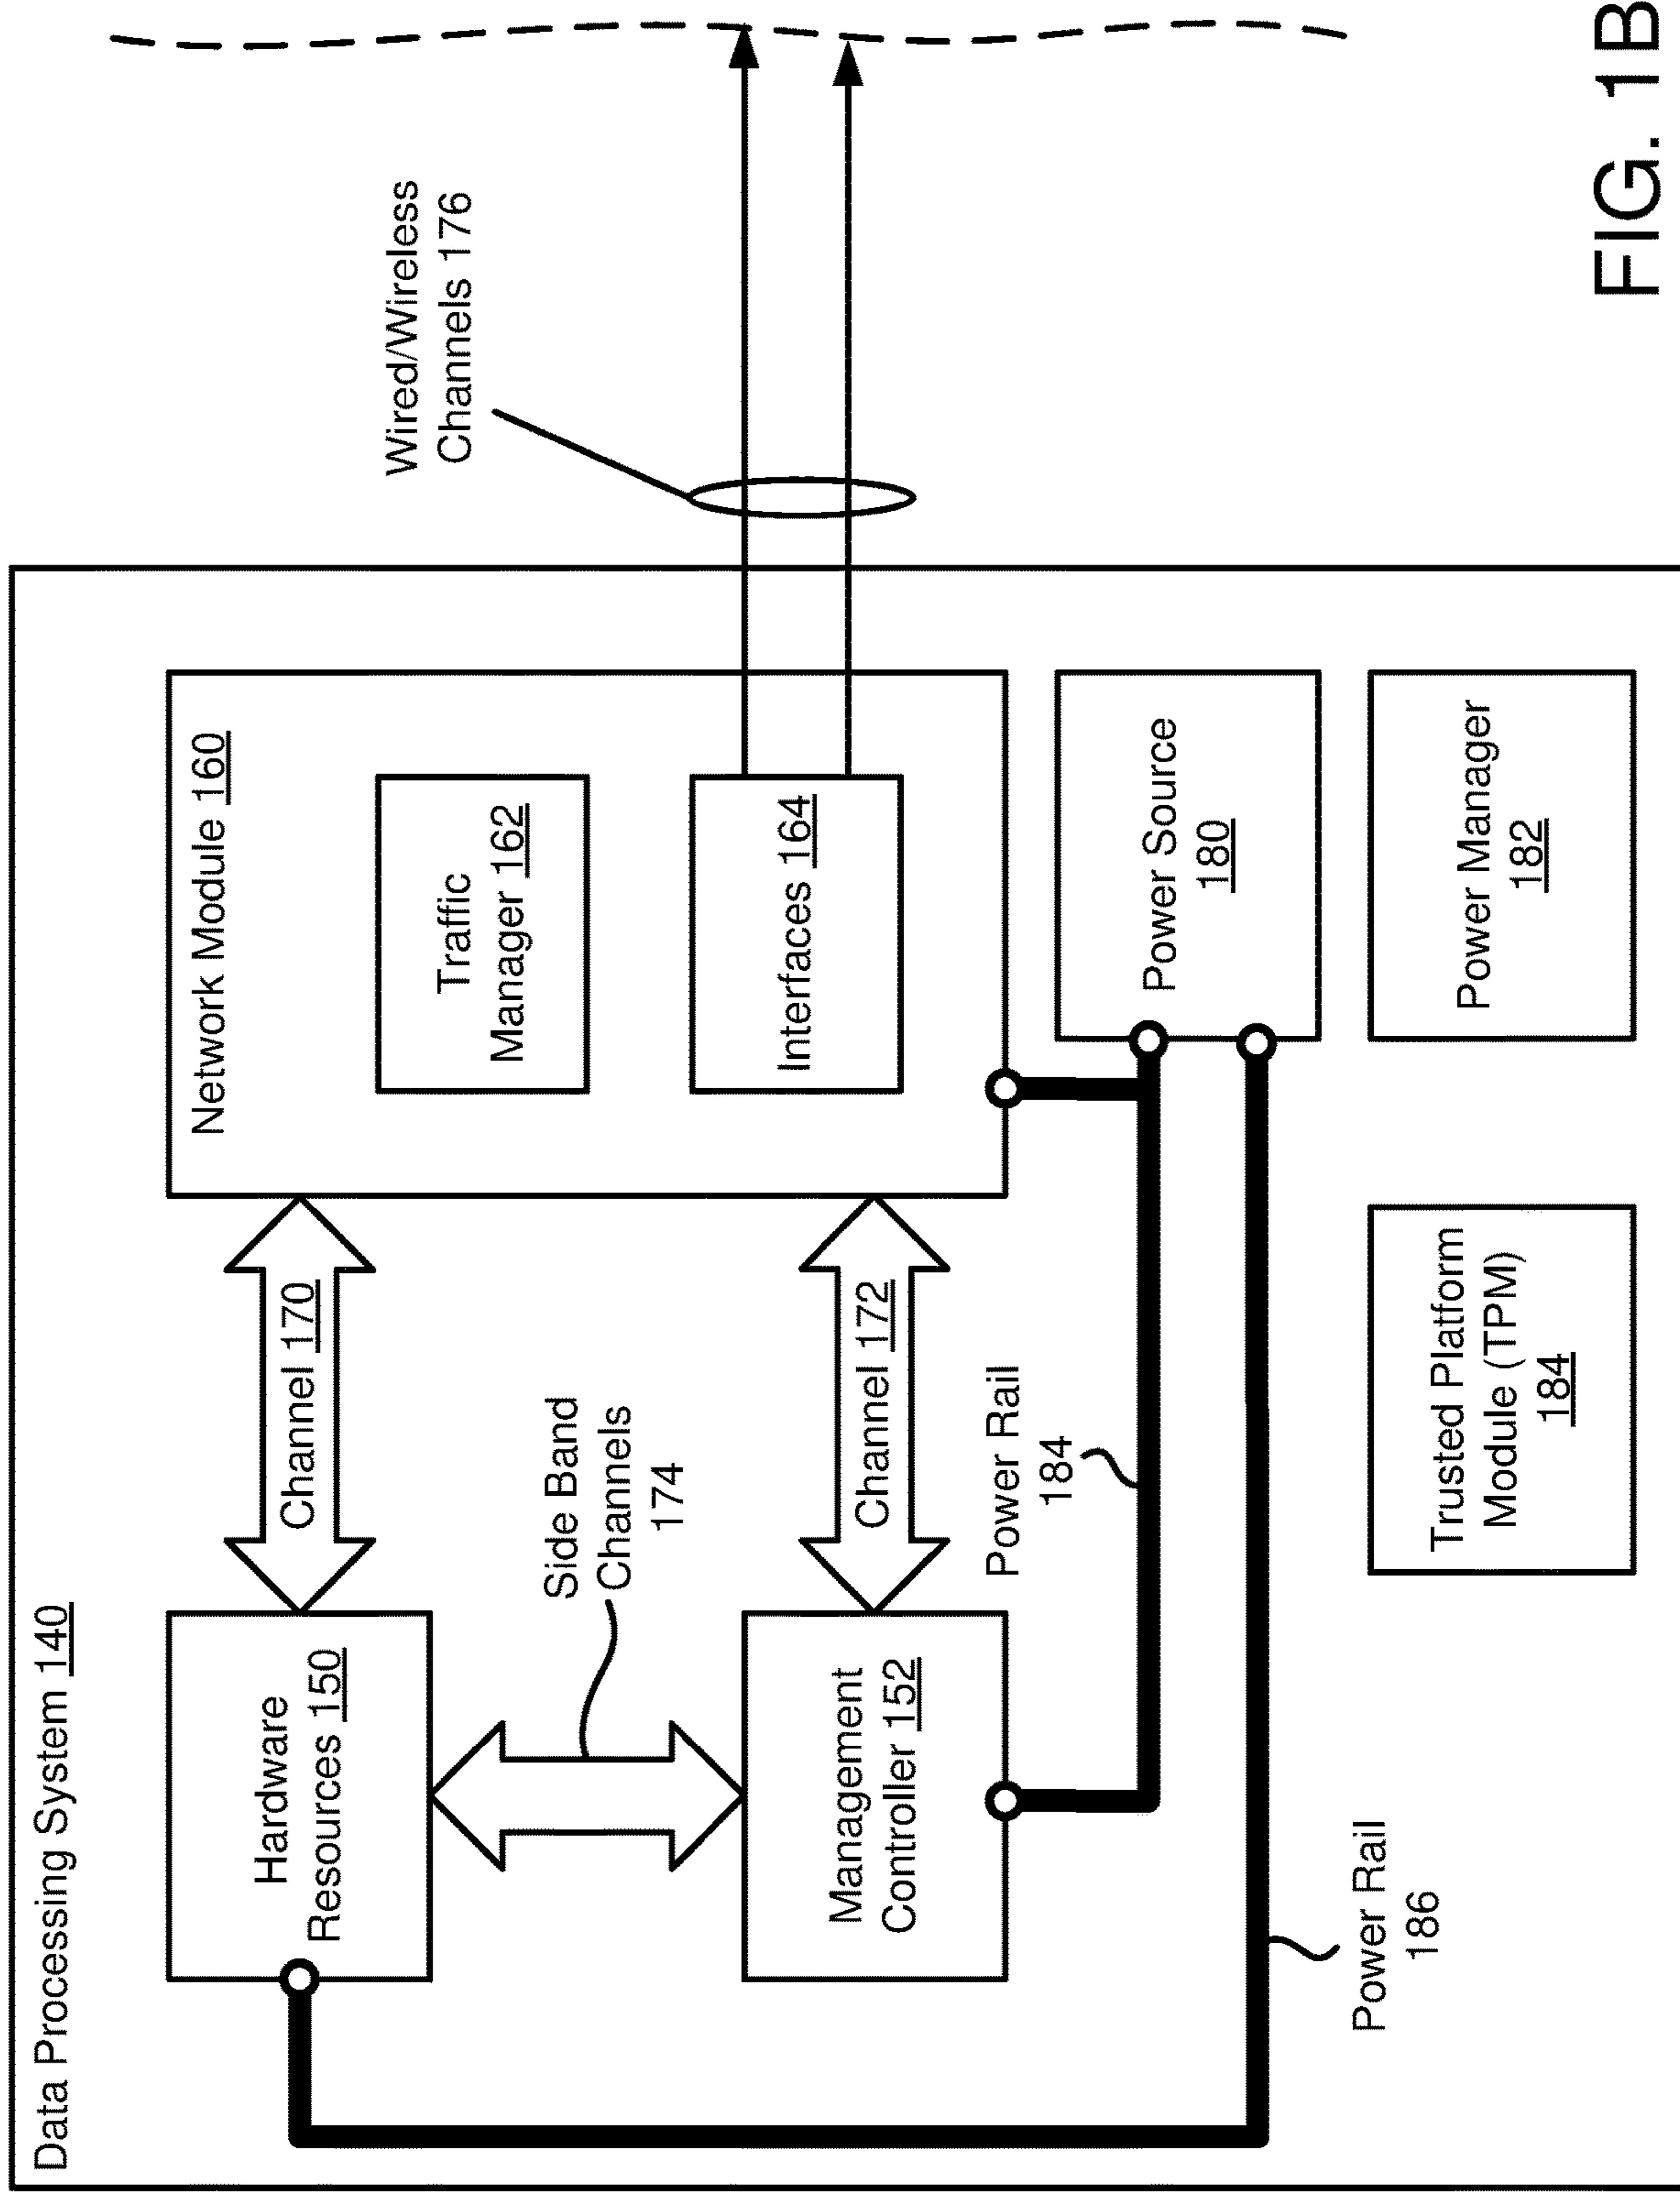 Data Processing System 140
Hardware
Resources 150
Channel 170
Network Module 160
Traffic
Manager 162
Interfaces 164
Wired/Wireless
Channels 176
Side Band
Channels
174
Management
Controller 152
Channel 172
Power Rail
184
Power Source
180
Power Rail
186
Trusted Platform
Module (TPM)
184
Power Manager
182
FIG. 1B